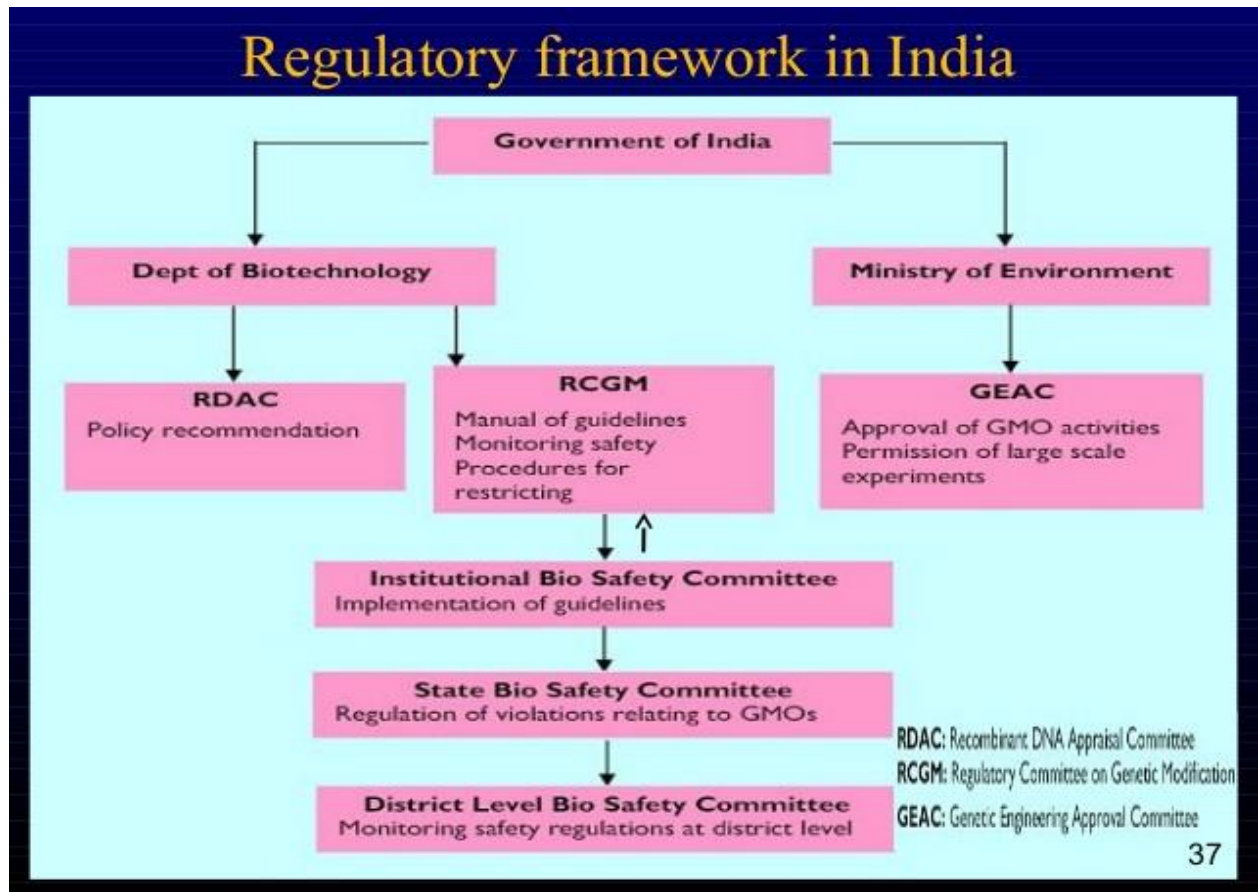 Regulatory framework in India
Government of India
Dept of Biotechnology
Ministry of Environment
RDAC
Policy recommendation
RCGM
Manual of guidelines
Monitoring safety
Procedures for
restricting
GEAC
Approval of GMO activities
Permission of large scale
experiments
Institutional Bio Safety Committee
Implementation of guidelines
State Bio Safety Committee
Regulation of violations relating to GMOs
District Level Bio Safety Committee
Monitoring safety regulations at district level
RDAC: Recombinant DNA Appraisal Committee
RCGM: Regulatory Committee on Genetic Modification
GEAC: Genetic Engineering Approval Committee
37